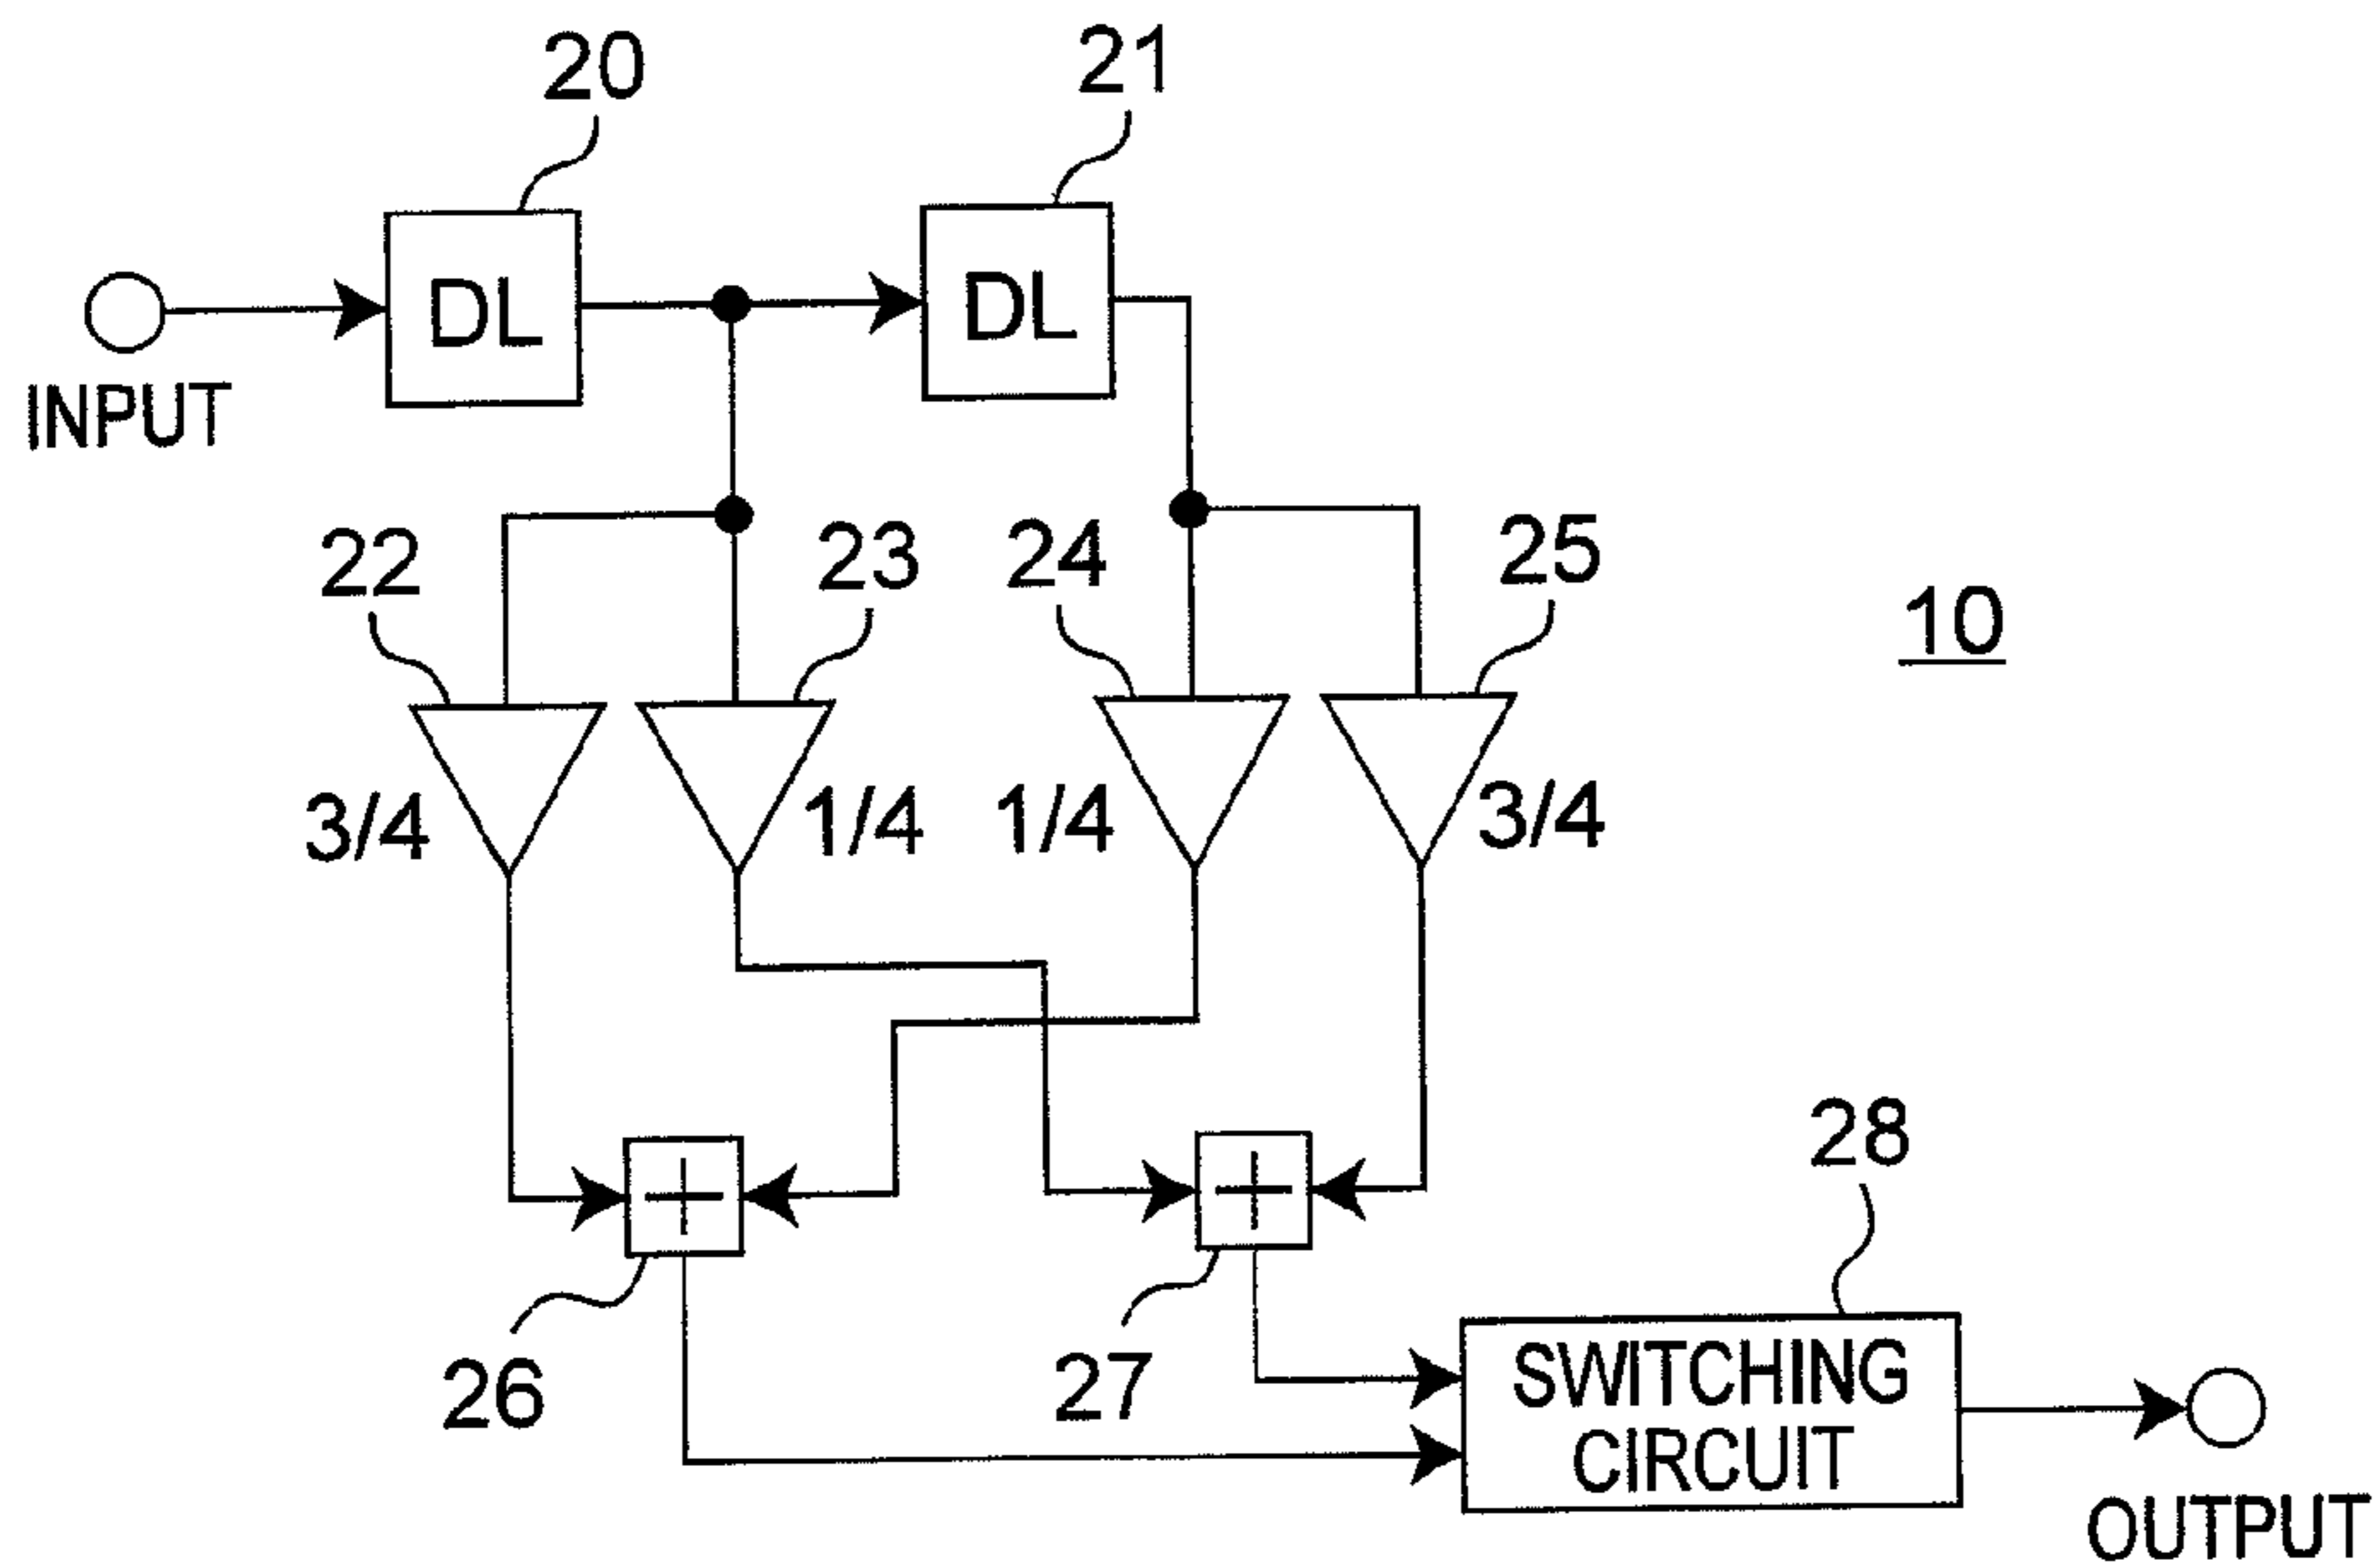 20
21
DL
DL
INPUT
22
23
24
25
10
3/4
1/4
1/4
3/4
+
+
28
26
27
SWITCHING
CIRCUIT
OUTPUT